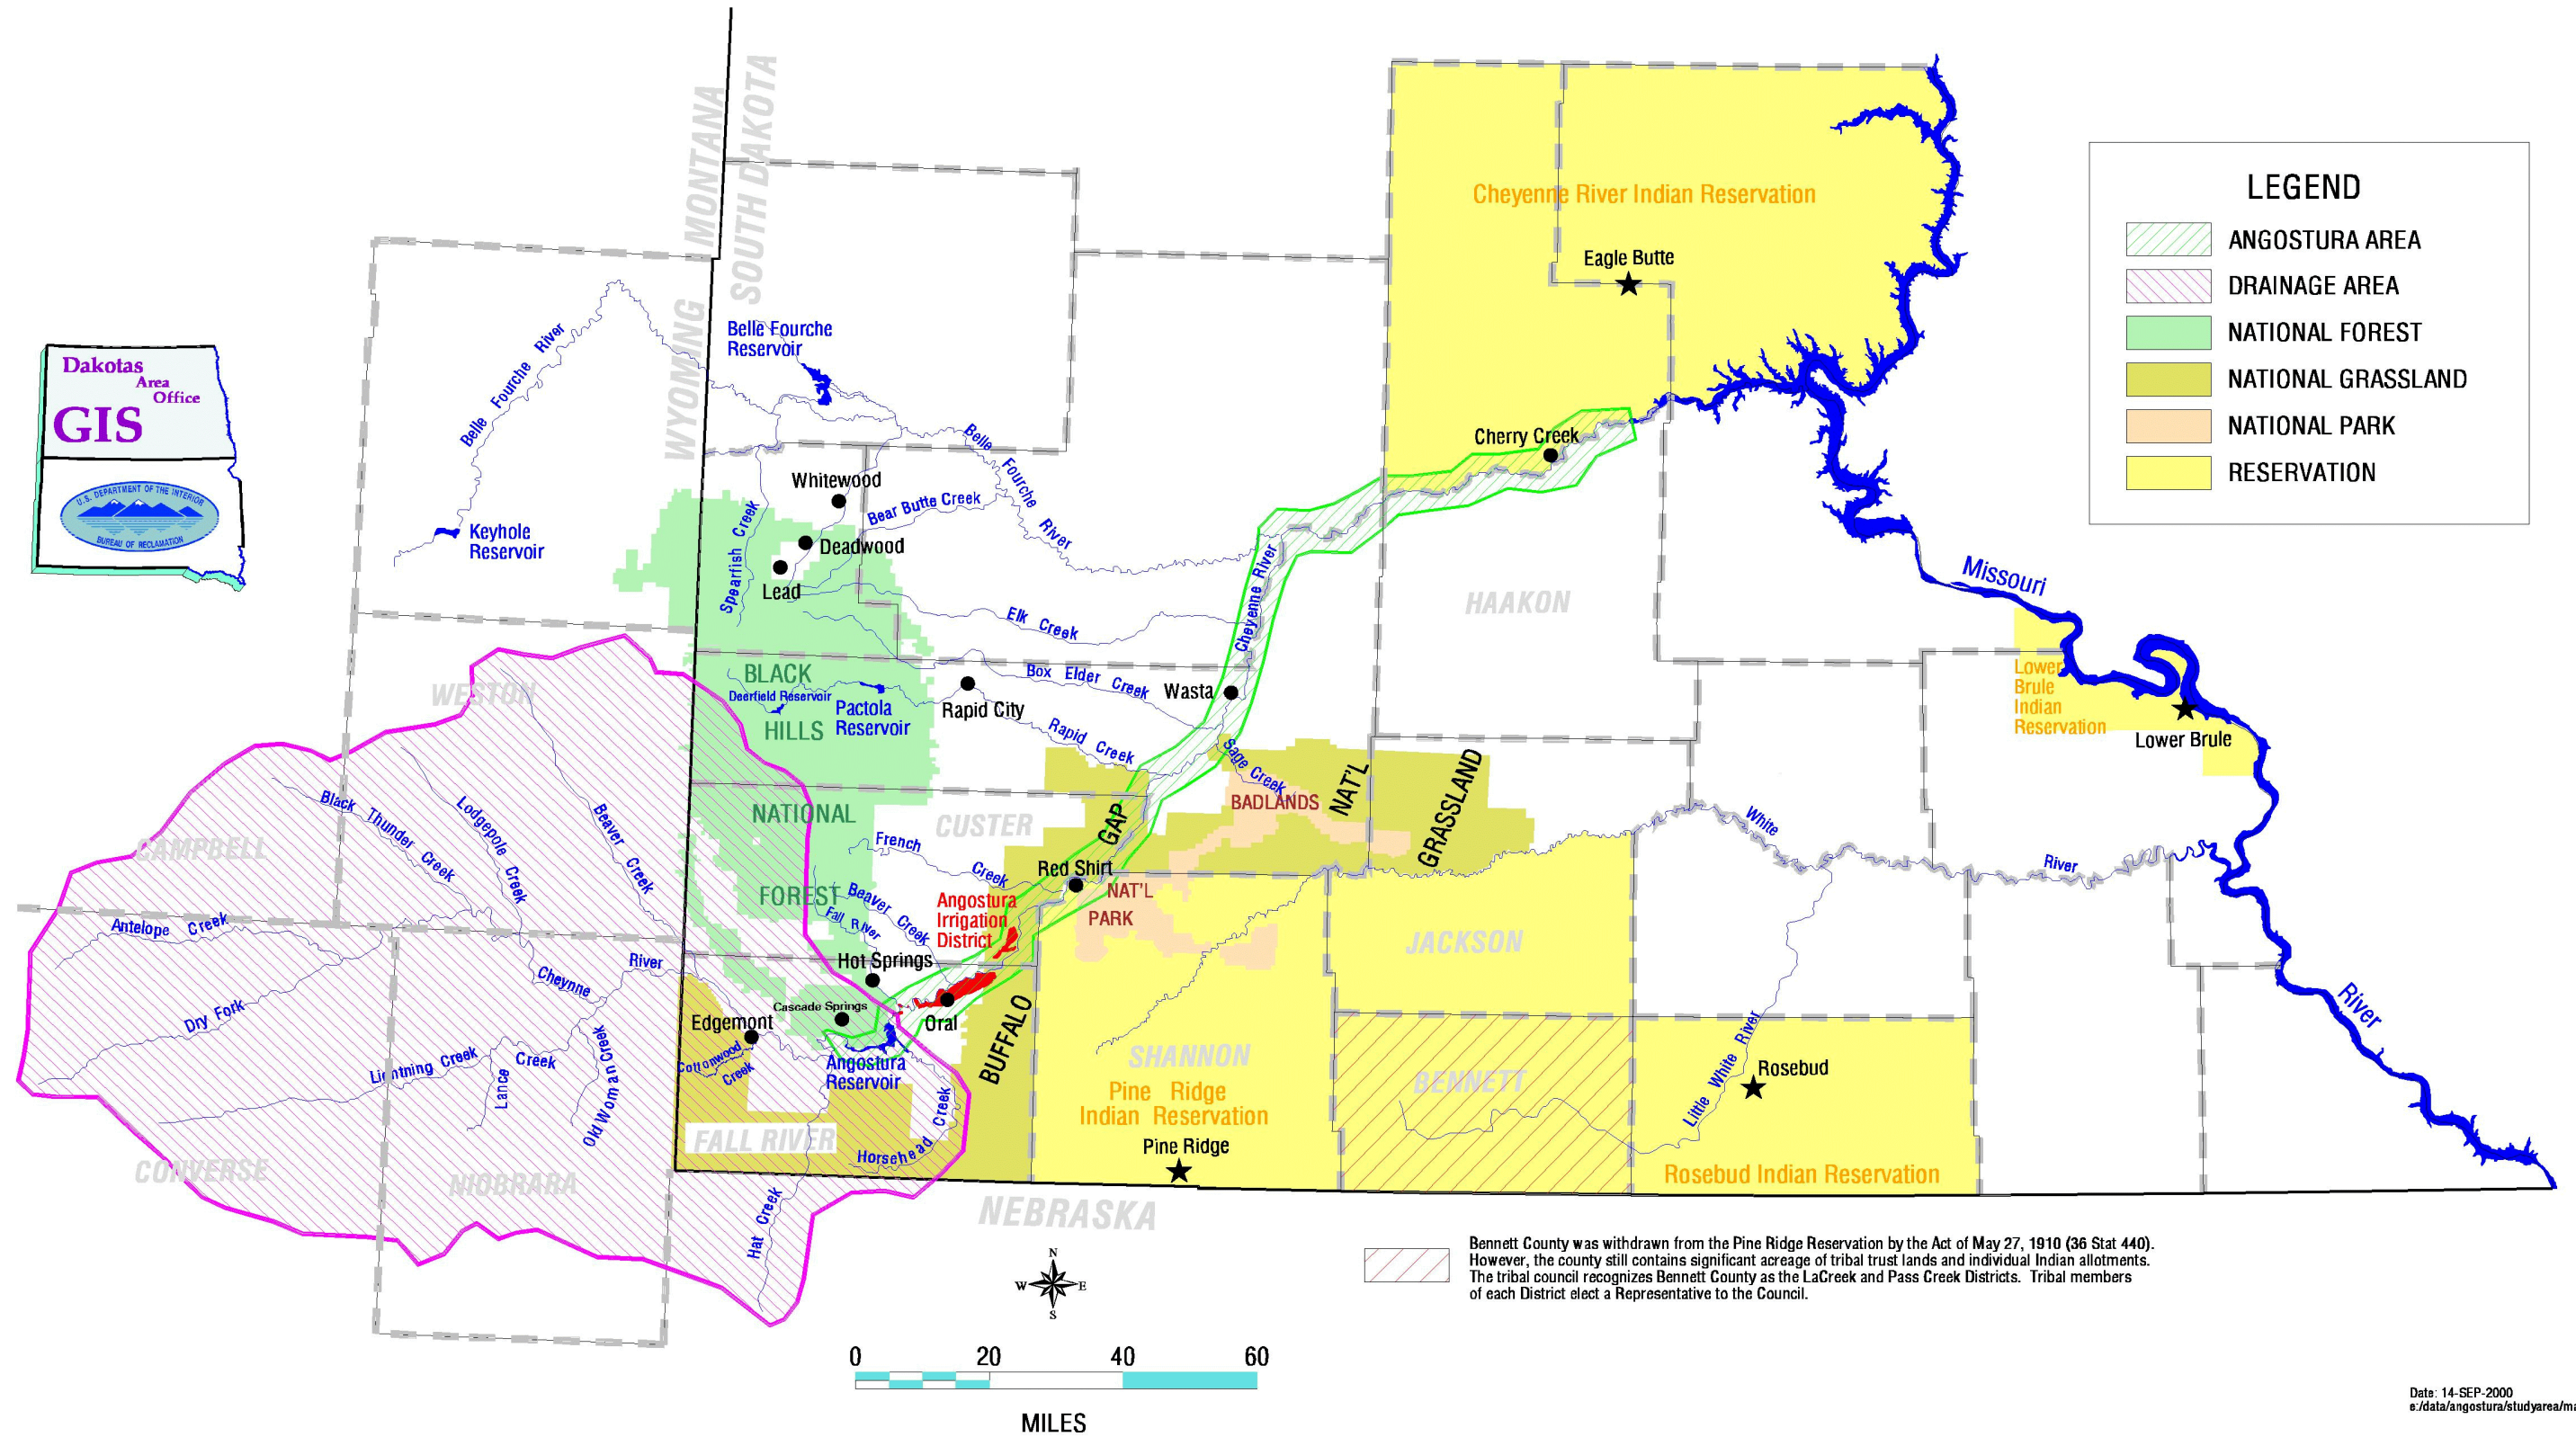 MONTANA
SOUTH DAKOTA
WYOMING
Cheyenne River Indian Reservation
Eagle Butte
LEGEND
ANGOSTURA AREA
DRAINAGE AREA
NATIONAL FOREST
NATIONAL GRASSLAND
NATIONAL PARK
RESERVATION
Dakotas
Area
Office
GIS
U.S. DEPARTMENT OF THE INTERIOR
BUREAU OF RECLAMATION
Belle Fourche River
Belle Fourche
Reservoir
Belle Fourche River
Keyhole
Reservoir
Whitewood
Bear Butte Creek
Spearfish Creek
Deadwood
Lead
Cherry Creek
Cheyenne River
Elk Creek
HAAKON
Missouri
Box Elder Creek
Wasta
Rapid City
Rapid Creek
Sage Creek
BLACK
Deerfield Reservoir
Pactola
Reservoir
HILLS
NATIONAL
FOREST
WESTON
Lower
Brule
Indian
Reservation
Lower Brule
CAMPBELL
Black Thunder Creek
Lodgepole Creek
Beaver Creek
CUSTER
French Creek
GAP
BADLANDS
NAT'L
GRASSLAND
White River
Red Shirt
NAT'L
PARK
Angostura
Irrigation
District
Beaver Creek
Fall River
Hot Springs
Cascade Springs
Edgemont
Cottonwood
Creek
Oral
Angostura
Reservoir
BUFFALO
Antelope Creek
Dry Fork
Cheynne River
Lightning Creek
Lance Creek
Old Woman Creek
JACKSON
SHANNON
BENNETT
Pine Ridge
Indian Reservation
Pine Ridge
Little White River
Rosebud
Rosebud Indian Reservation
River
FALL RIVER
Horsehead Creek
Hat Creek
CONVERSE
NIOBRARA
NEBRASKA
N
W E
S
Bennett County was withdrawn from the Pine Ridge Reservation by the Act of May 27, 1910 (36 Stat 440).
However, the county still contains significant acreage of tribal trust lands and individual Indian allotments.
The tribal council recognizes Bennett County as the LaCreek and Pass Creek Districts. Tribal members
of each District elect a Representative to the Council.
0 20 40 60
MILES
Date: 14-SEP-2000
e:/data/angostura/studyarea/ma